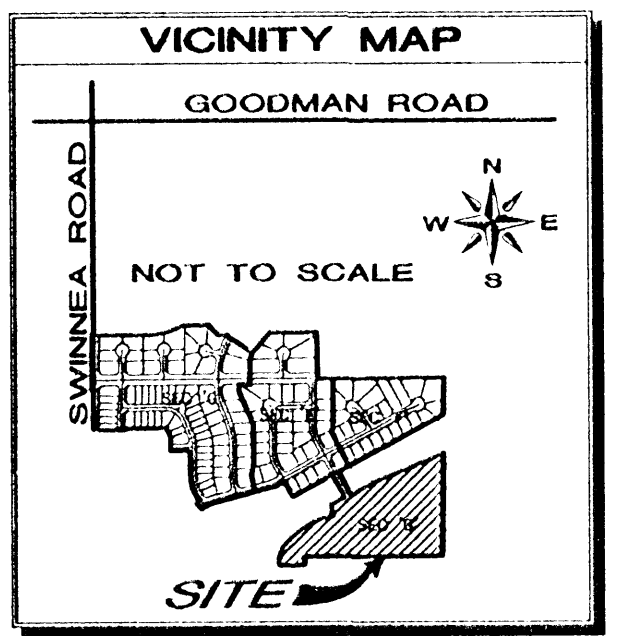 VICINITY MAP
GOODMAN ROAD
SWINNEA ROAD
N
W
E
S
NOT TO SCALE
SITE